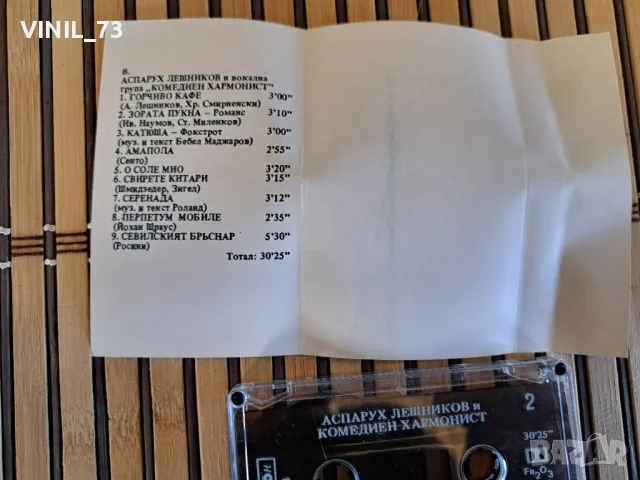 VINIL_73
Б.
АСПАРУХ ЛЕШНИКОВ и вокална
група „КОМЕДИЕН ХАРМОНИСТ"
1. ГОРЧИВО КАФЕ 3'00"
(А. Лешников, Хр. Смирненски)
2. ЗОРАТА ПУКНА – Романс 3'10"
(Ив. Наумов, Ст. Миленков)
3. КАТЮША – Фокстрот 3'00"
(муз. и текст Бебел Маджаров)
4. АМАПОЛА 2'55"
(Сенто)
5. О СОЛЕ МИО 3'20"
6. СВИРЕТЕ КИТАРИ 3'15"
(Шмидзедер, Зигел)
7. СЕРЕНАДА 3'12"
(муз. и текст Роланд)
8. ПЕРПЕТУМ МОБИЛЕ 2'35"
(Йохан Щраус)
9. СЕВИЛСКИЯТ БРЪСНАР 5'30"
(Росини)
Тотал: 30'25"
АСПАРУХ ЛЕШНИКОВ и
КОМЕДИЕН ХАРМОНИСТ
2
30'25"
Fe₂O₃
BAZAR